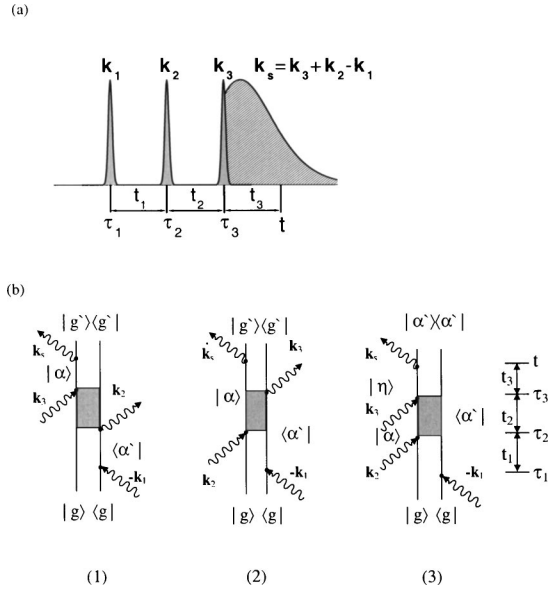 (a)
k₁ k₂ k₃ kₛ=k₃+k₂-k₁
t₁ t₂ t₃
τ₁ τ₂ τ₃ t
(b)
|g`⟩⟨g`| |g`⟩⟨g`| |α`⟩⟨α`|
kₛ kₛ k₃ kₛ t
|α⟩ k₂ |α⟩ |η⟩ t₃ τ₃
k₃ k₃ ⟨α`| t₂
⟨α`| ⟨α`| |α⟩ τ₂
k₂ k₂ t₁
-k₁ -k₁ -k₁ τ₁
|g⟩ ⟨g| |g⟩ ⟨g| |g⟩ ⟨g|
(1) (2) (3)